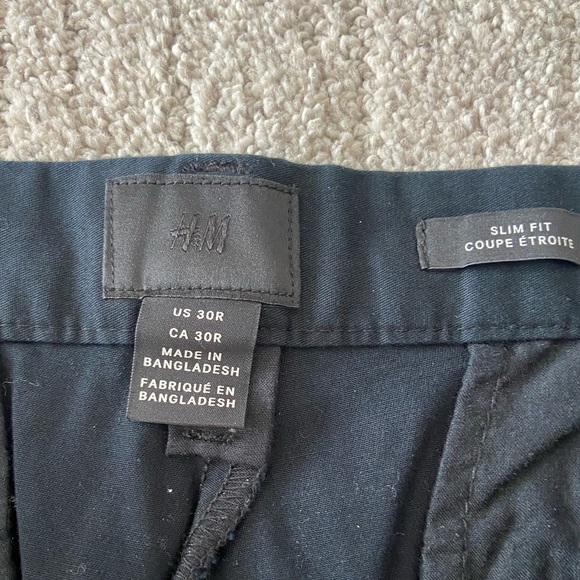 H&M
US 30R
CA 30R
MADE IN
BANGLADESH
FABRIQUÉ EN
BANGLADESH
SLIM FIT
COUPE ÉTROITE